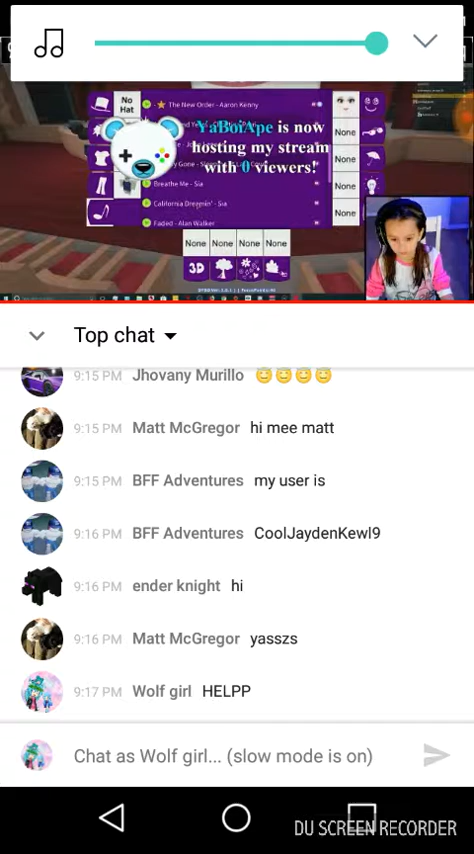 No
Hat
The New Order - Aaron Kenny
YaBoiApe is now
hosting my stream
with 0 viewers!
Breathe Me - Sia
California Dreamin' - Sia
Faded - Alan Walker
None
None
None
None
None None None None
3D
Top chat
9:15 PM Jhovany Murillo 😊😊😊😊
9:15 PM Matt McGregor hi mee matt
9:15 PM BFF Adventures my user is
9:16 PM BFF Adventures CoolJaydenKewl9
9:16 PM ender knight hi
9:16 PM Matt McGregor yasszs
9:17 PM Wolf girl HELPP
Chat as Wolf girl... (slow mode is on)
DU SCREEN RECORDER